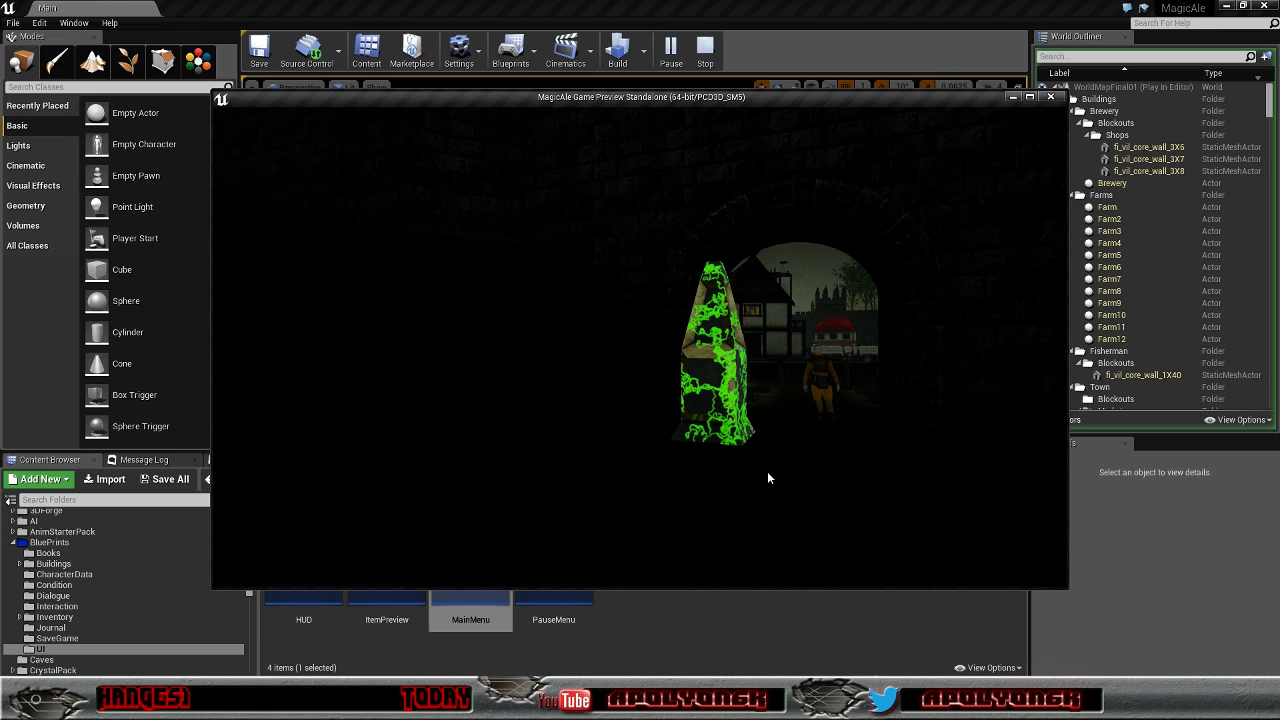 Main
MagicAle
File Edit Window Help
Search For Help
Modes
Search Classes
Recently Placed
Basic
Lights
Cinematic
Visual Effects
Geometry
Volumes
All Classes
Empty Actor
Empty Character
Empty Pawn
Point Light
Player Start
Cube
Sphere
Cylinder
Cone
Box Trigger
Sphere Trigger
Save
Source Control
Content
Marketplace
Settings
Blueprints
Cinematics
Build
Pause
Stop
MagicAle Game Preview Standalone (64-bit/PCD3D_SM5)
World Outliner
Search...
Label Type
WorldMapFinal01 (Play In Editor) World
Buildings Folder
Brewery Folder
Blockouts Folder
Shops Folder
fi_vil_core_wall_3X6 StaticMeshActor
fi_vil_core_wall_3X7 StaticMeshActor
fi_vil_core_wall_3X8 StaticMeshActor
Brewery Actor
Farms Folder
Farm Actor
Farm2 Actor
Farm3 Actor
Farm4 Actor
Farm5 Actor
Farm6 Actor
Farm7 Actor
Farm8 Actor
Farm9 Actor
Farm10 Actor
Farm11 Actor
Farm12 Actor
Fisherman Folder
Blockouts Folder
fi_vil_core_wall_1X40 StaticMeshActor
Town Folder
Blockouts Folder
View Options
Select an object to view details.
Content Browser
Message Log
Add New Import Save All
Search Folders
3DForge
AI
AnimStarterPack
BluePrints
Books
Buildings
CharacterData
Condition
Dialogue
Interaction
Inventory
Journal
SaveGame
UI
Caves
CrystalPack
HUD
ItemPreview
MainMenu
PauseMenu
4 items (1 selected)
View Options
TODAY
YouTube
APOLYONGK
APOLYONGK